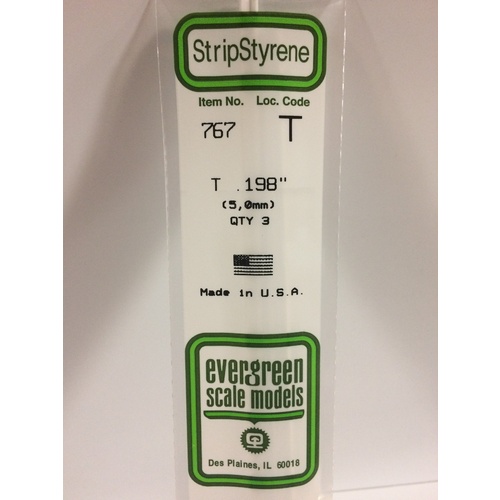 StripStyrene
Item No. Loc. Code
767 T
T .198"
(5,0mm)
QTY 3
Made in U.S.A.
evergreen
scale models
Des Plaines, IL 60018